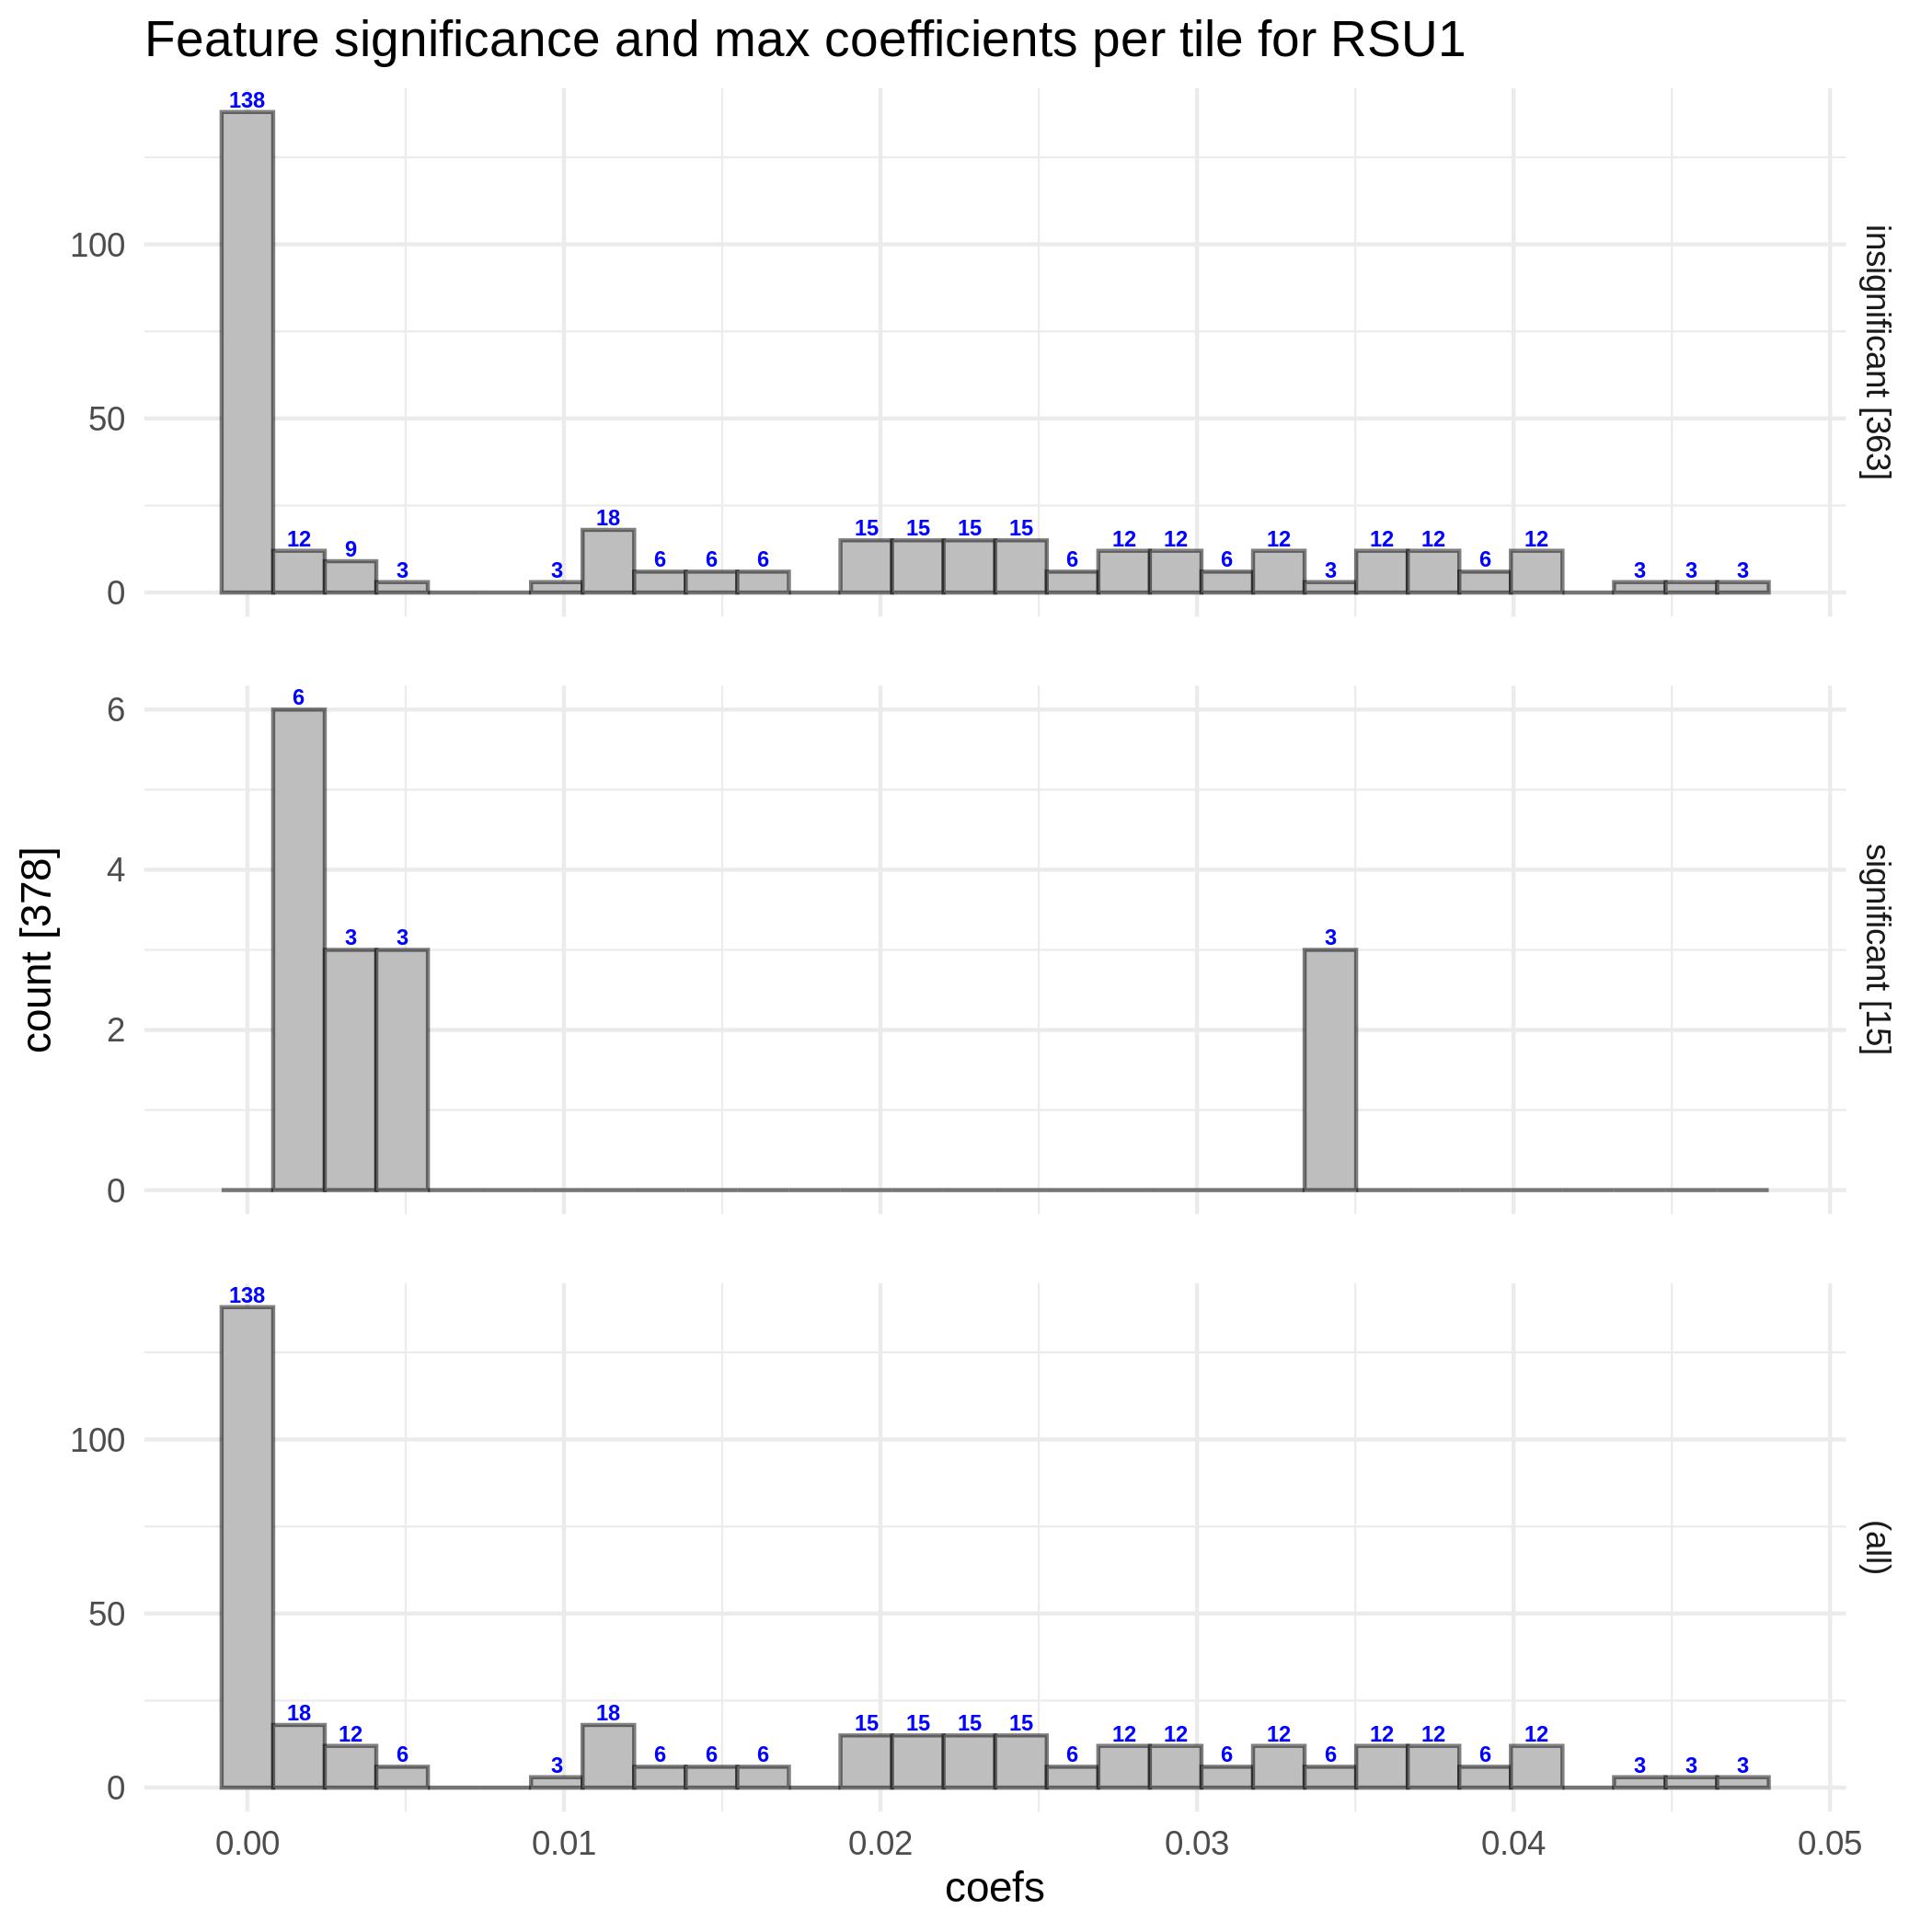 Feature significance and max coefficients per tile for RSU1
138
100
50
0
12 9 3 3 18 6 6 6 15 15 15 15 6 12 12 6 12 3 12 12 6 12 3 3 3
insignificant [363]
count [378]
6
4
2
0
6 3 3 3
significant [15]
138
100
50
0
18 12 6 3 18 6 6 6 15 15 15 15 6 12 12 6 12 6 12 12 6 12 3 3 3
(all)
0.00 0.01 0.02 0.03 0.04 0.05
coefs